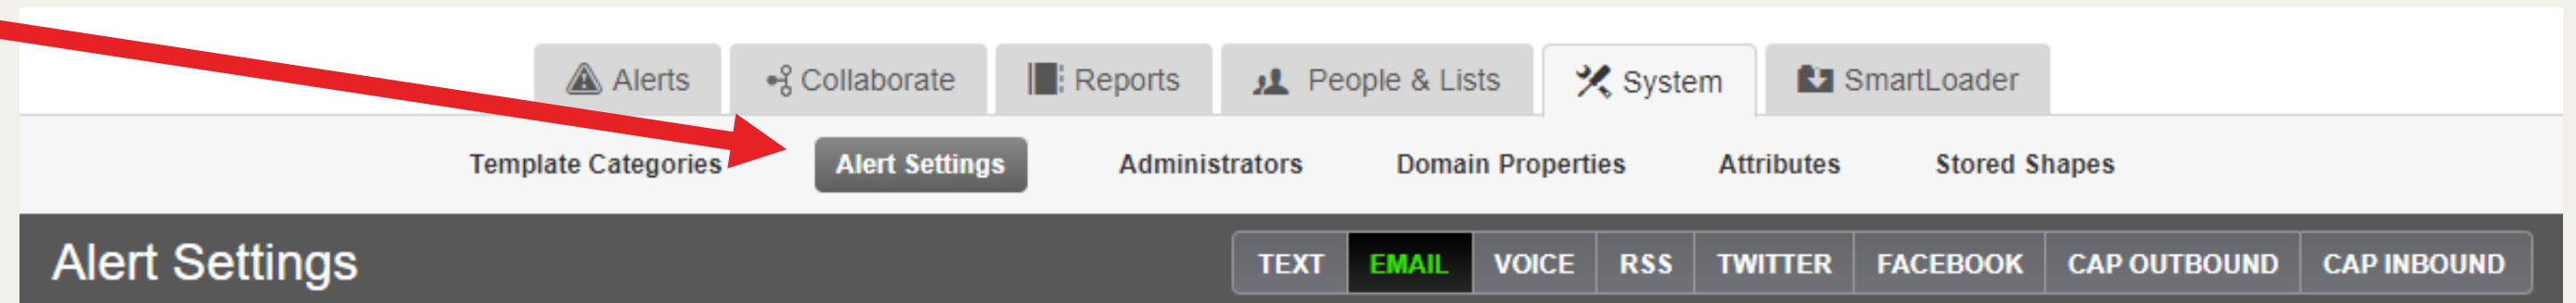 Alerts Collaborate Reports People & Lists System SmartLoader
Template Categories Alert Settings Administrators Domain Properties Attributes Stored Shapes
Alert Settings TEXT EMAIL VOICE RSS TWITTER FACEBOOK CAP OUTBOUND CAP INBOUND